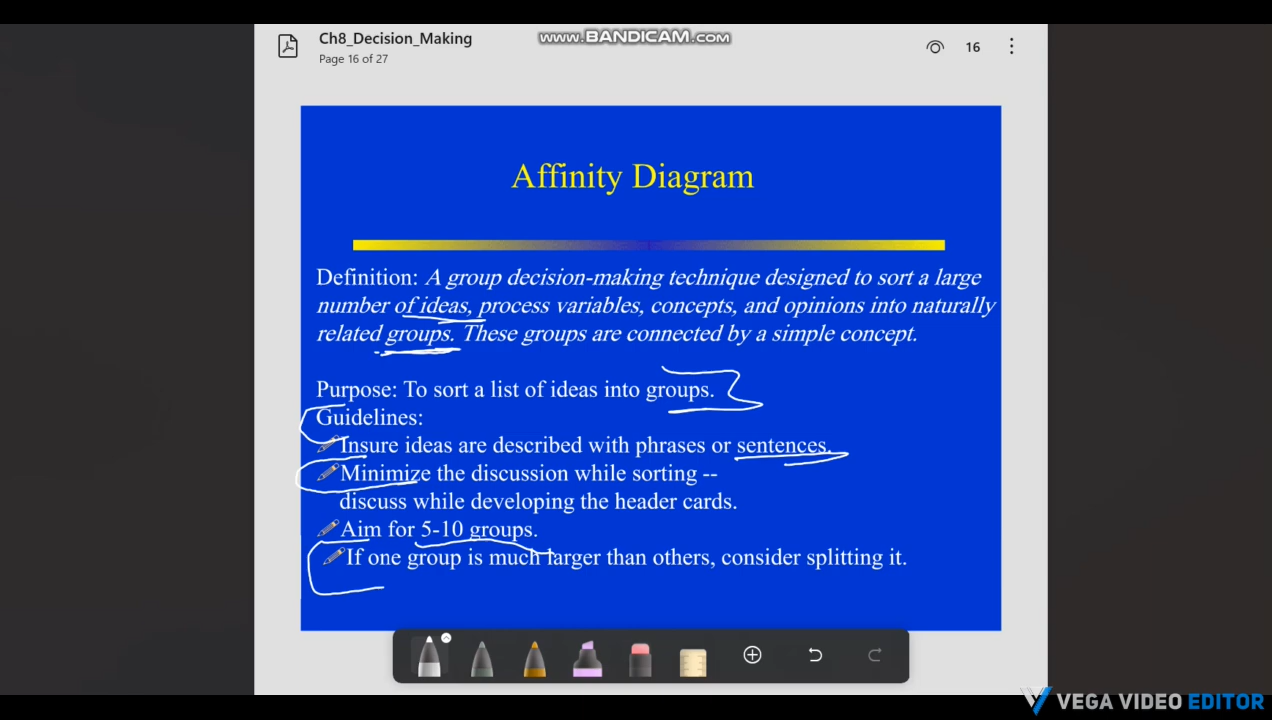 Ch8_Decision_Making
www.BANDICAM.com
16
Page 16 of 27
Affinity Diagram
Definition: A group decision-making technique designed to sort a large
number of ideas, process variables, concepts, and opinions into naturally
related groups. These groups are connected by a simple concept.
Purpose: To sort a list of ideas into groups.
Guidelines:
Insure ideas are described with phrases or sentences.
Minimize the discussion while sorting --
discuss while developing the header cards.
Aim for 5-10 groups.
If one group is much larger than others, consider splitting it.
VEGA VIDEO EDITOR